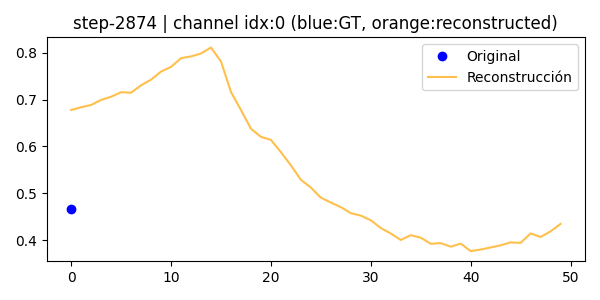 step-2874 | channel idx:0 (blue:GT, orange:reconstructed)
Original
Reconstrucción
0.8
0.7
0.6
0.5
0.4
0 10 20 30 40 50